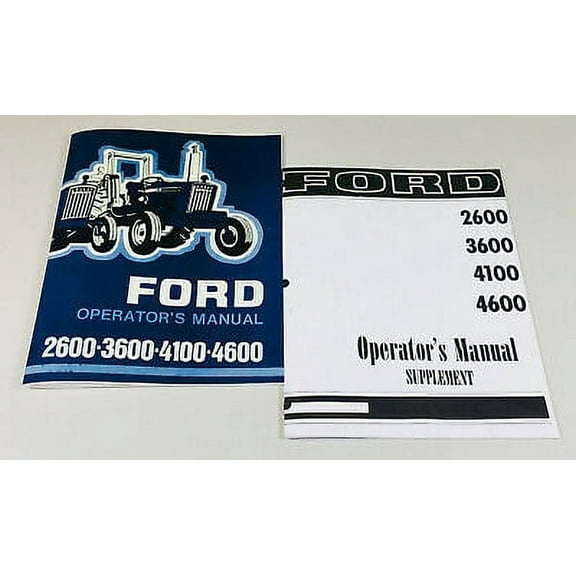 FORD
OPERATOR'S MANUAL
2600·3600·4100·4600
FORD
2600
3600
4100
4600
Operator's Manual
SUPPLEMENT